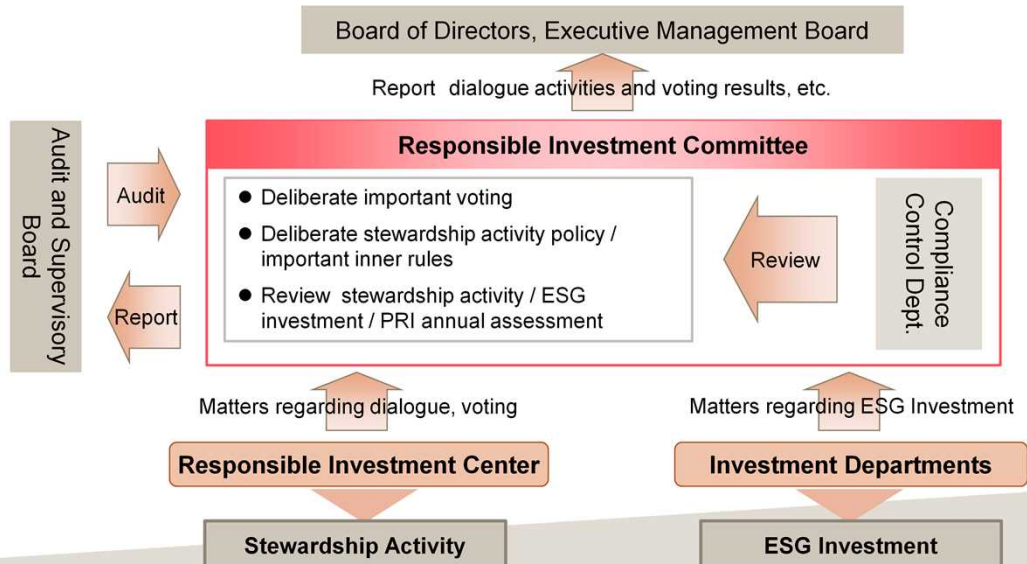 Board of Directors, Executive Management Board
Report dialogue activities and voting results, etc.
Audit and Supervisory
Board
Audit
Report
Responsible Investment Committee
● Deliberate important voting
● Deliberate stewardship activity policy /
important inner rules
● Review stewardship activity / ESG
investment / PRI annual assessment
Review
Compliance
Control Dept.
Matters regarding dialogue, voting
Matters regarding ESG Investment
Responsible Investment Center
Investment Departments
Stewardship Activity
ESG Investment